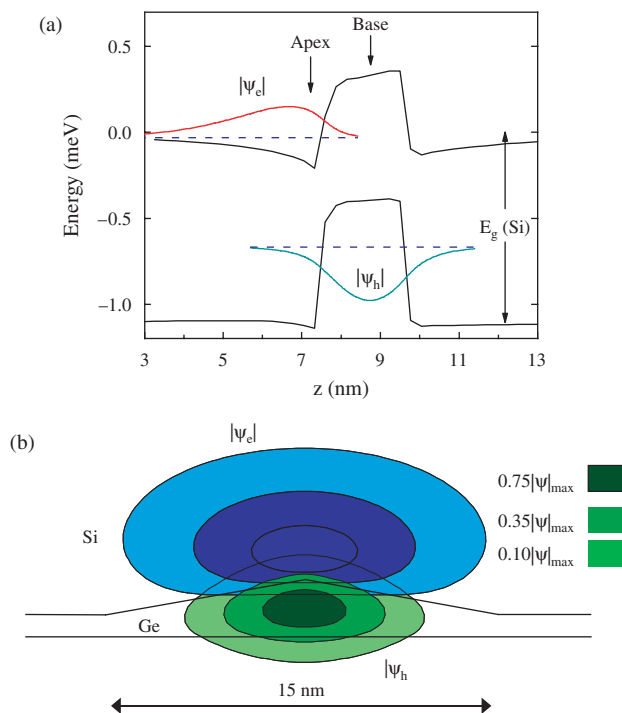 (a)
Energy (meV)
0.5
0.0
−0.5
−1.0
Apex
Base
|ψe|
|ψh|
Eg (Si)
3
5
7
9
11
13
z (nm)
(b)
|ψe|
Si
Ge
|ψh
0.75|ψ|max
0.35|ψ|max
0.10|ψ|max
15 nm